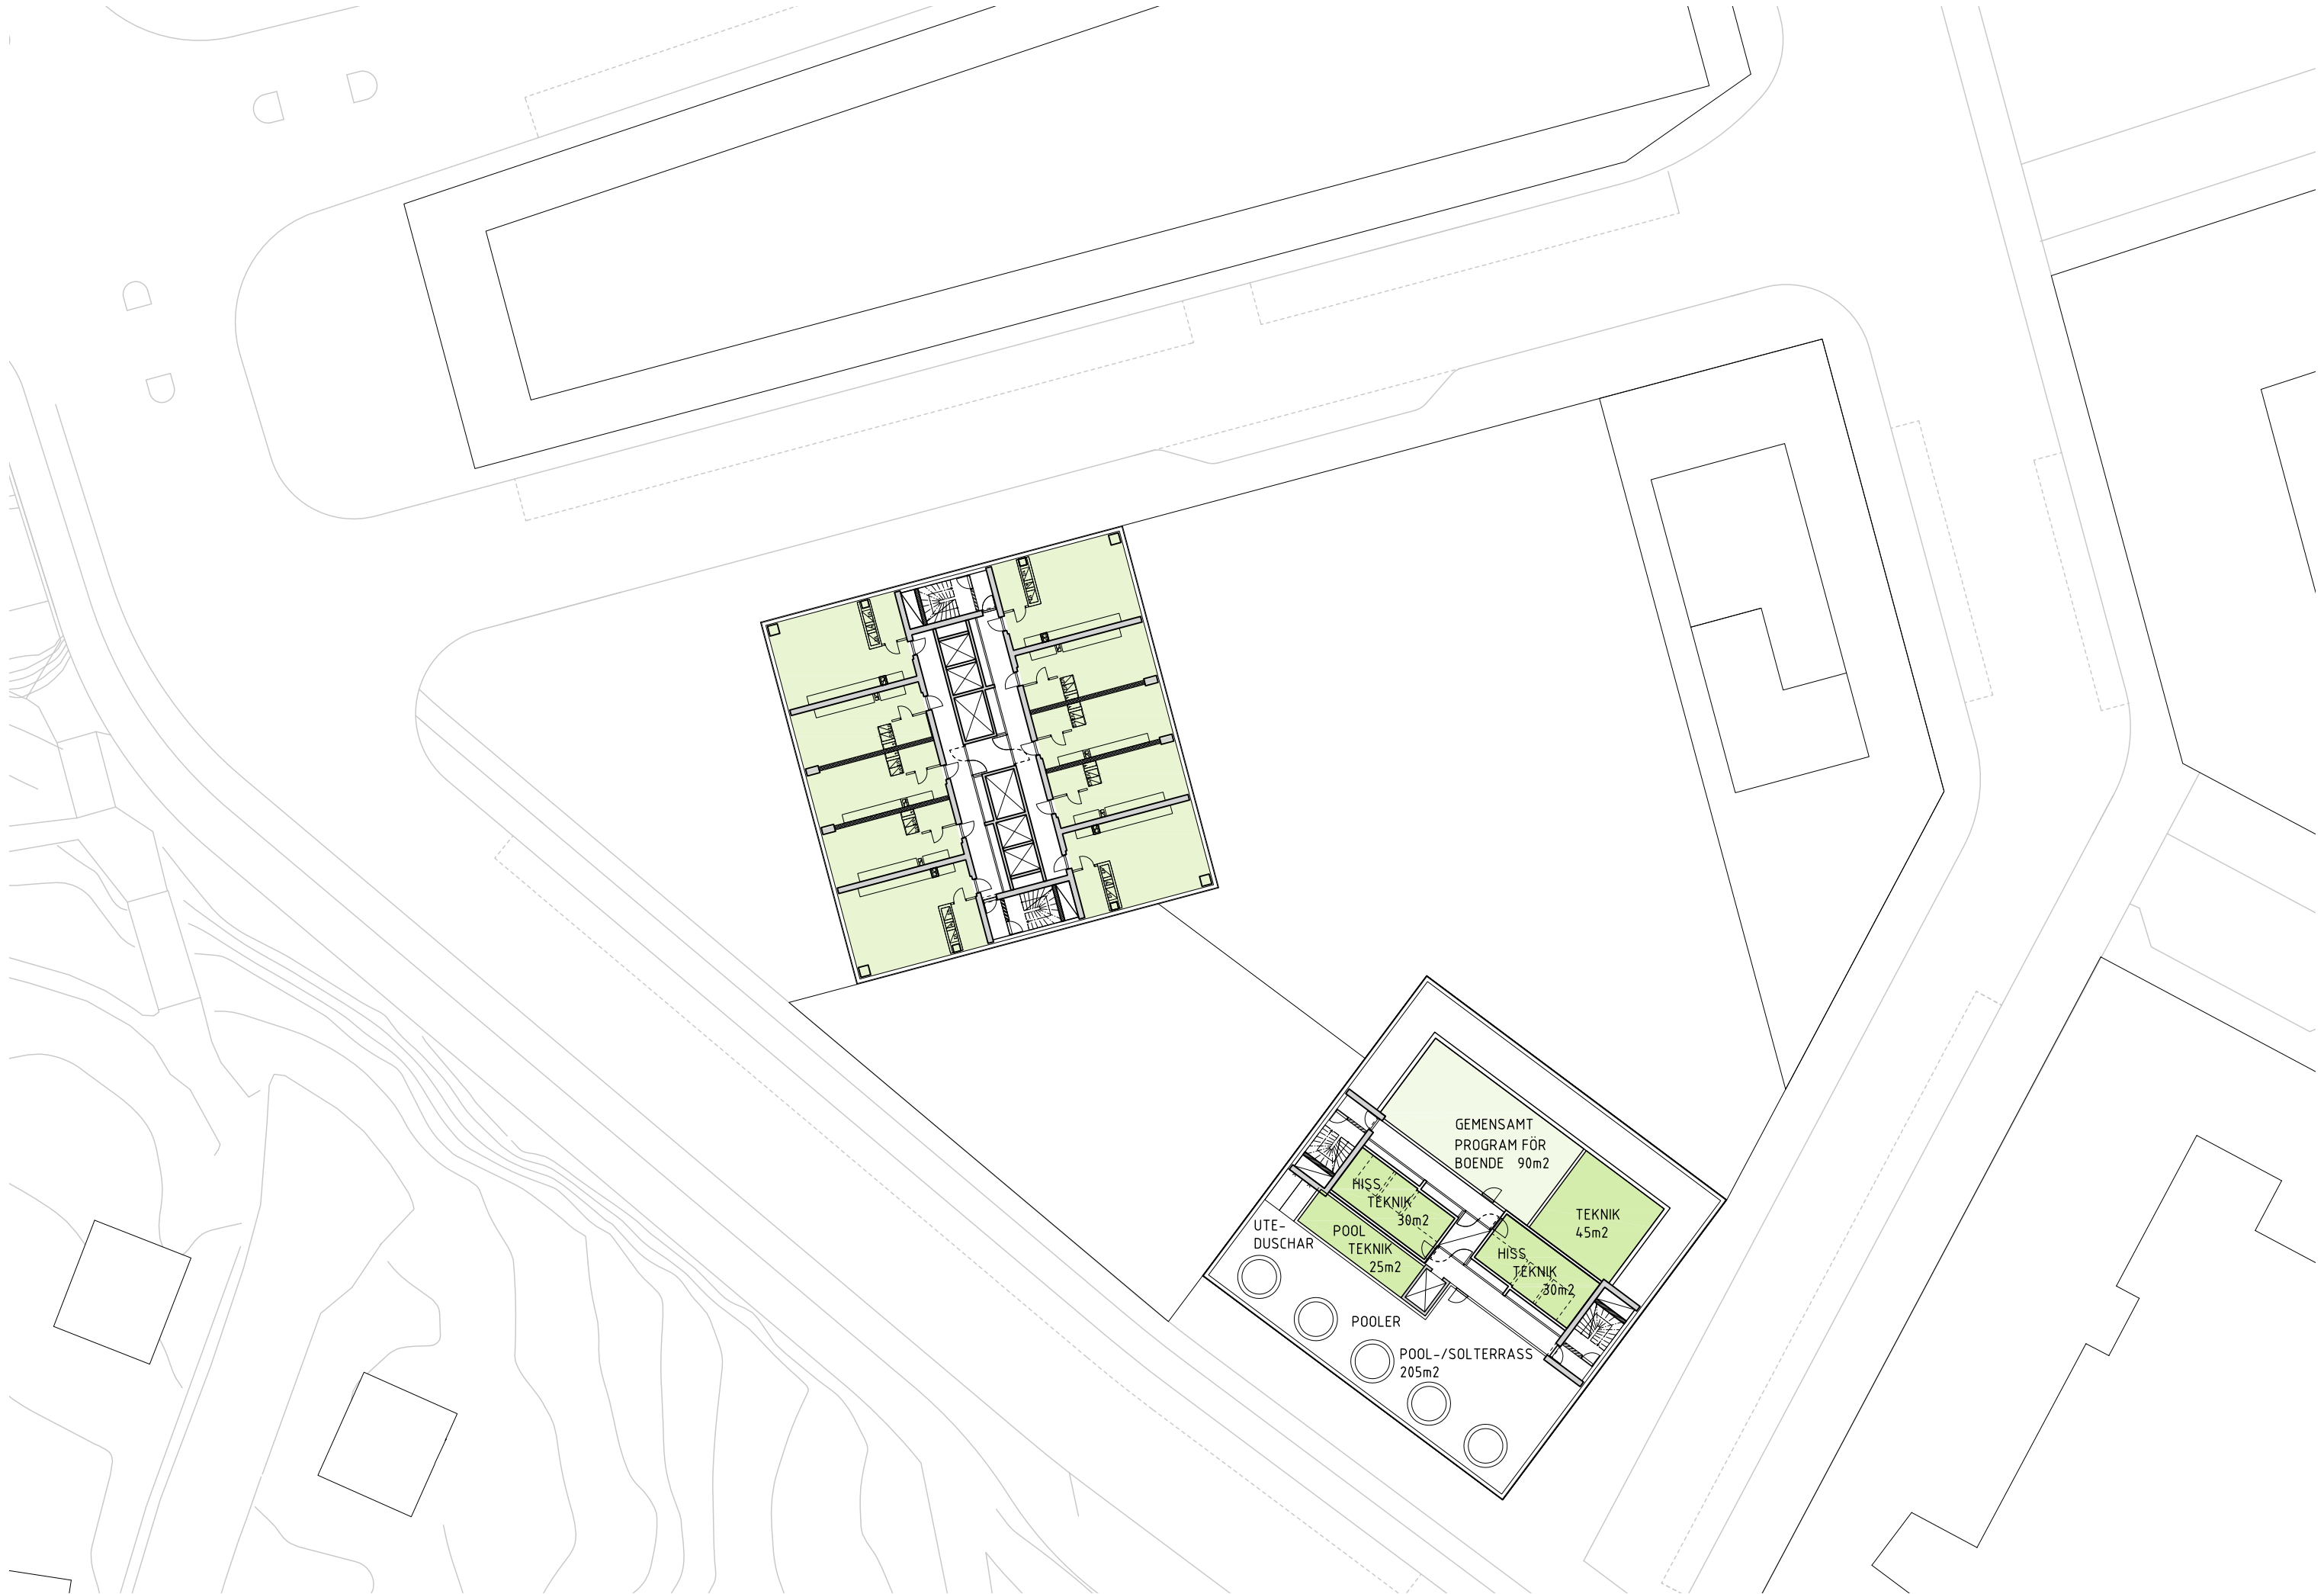 GEMENSAMT
PROGRAM FÖR
BOENDE 90m2
HISS
TEKNIK
30m2
TEKNIK
45m2
UTE-
DUSCHAR
POOL
TEKNIK
25m2
HISS
TEKNIK
30m2
POOLER
POOL-/SOLTERRASS
205m2